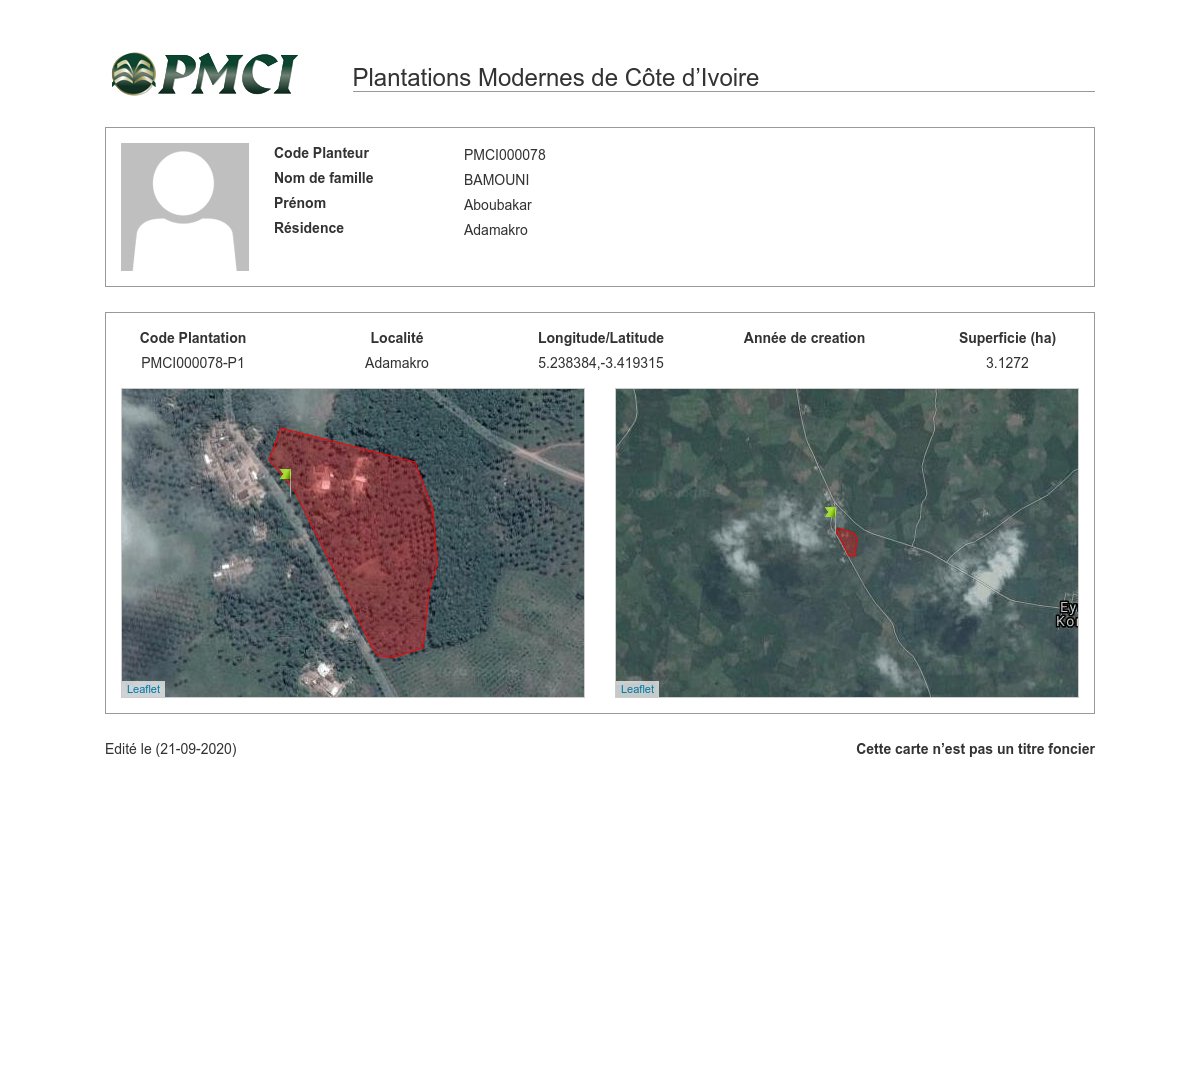 PMCI
Plantations Modernes de Côte d’Ivoire
Code Planteur PMCI000078
Nom de famille BAMOUNI
Prénom Aboubakar
Résidence Adamakro
Code Plantation Localité Longitude/Latitude Année de creation Superficie (ha)
PMCI000078-P1 Adamakro 5.238384,-3.419315 3.1272
Ey
Kor
Leaflet Leaflet
Edité le (21-09-2020) Cette carte n’est pas un titre foncier